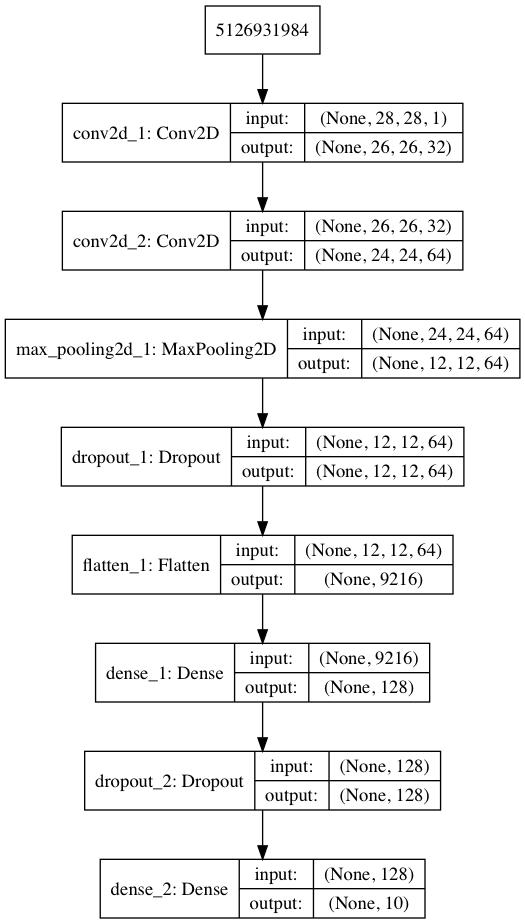 5126931984
conv2d_1: Conv2D
input: (None, 28, 28, 1)
output: (None, 26, 26, 32)
conv2d_2: Conv2D
input: (None, 26, 26, 32)
output: (None, 24, 24, 64)
max_pooling2d_1: MaxPooling2D
input: (None, 24, 24, 64)
output: (None, 12, 12, 64)
dropout_1: Dropout
input: (None, 12, 12, 64)
output: (None, 12, 12, 64)
flatten_1: Flatten
input: (None, 12, 12, 64)
output: (None, 9216)
dense_1: Dense
input: (None, 9216)
output: (None, 128)
dropout_2: Dropout
input: (None, 128)
output: (None, 128)
dense_2: Dense
input: (None, 128)
output: (None, 10)